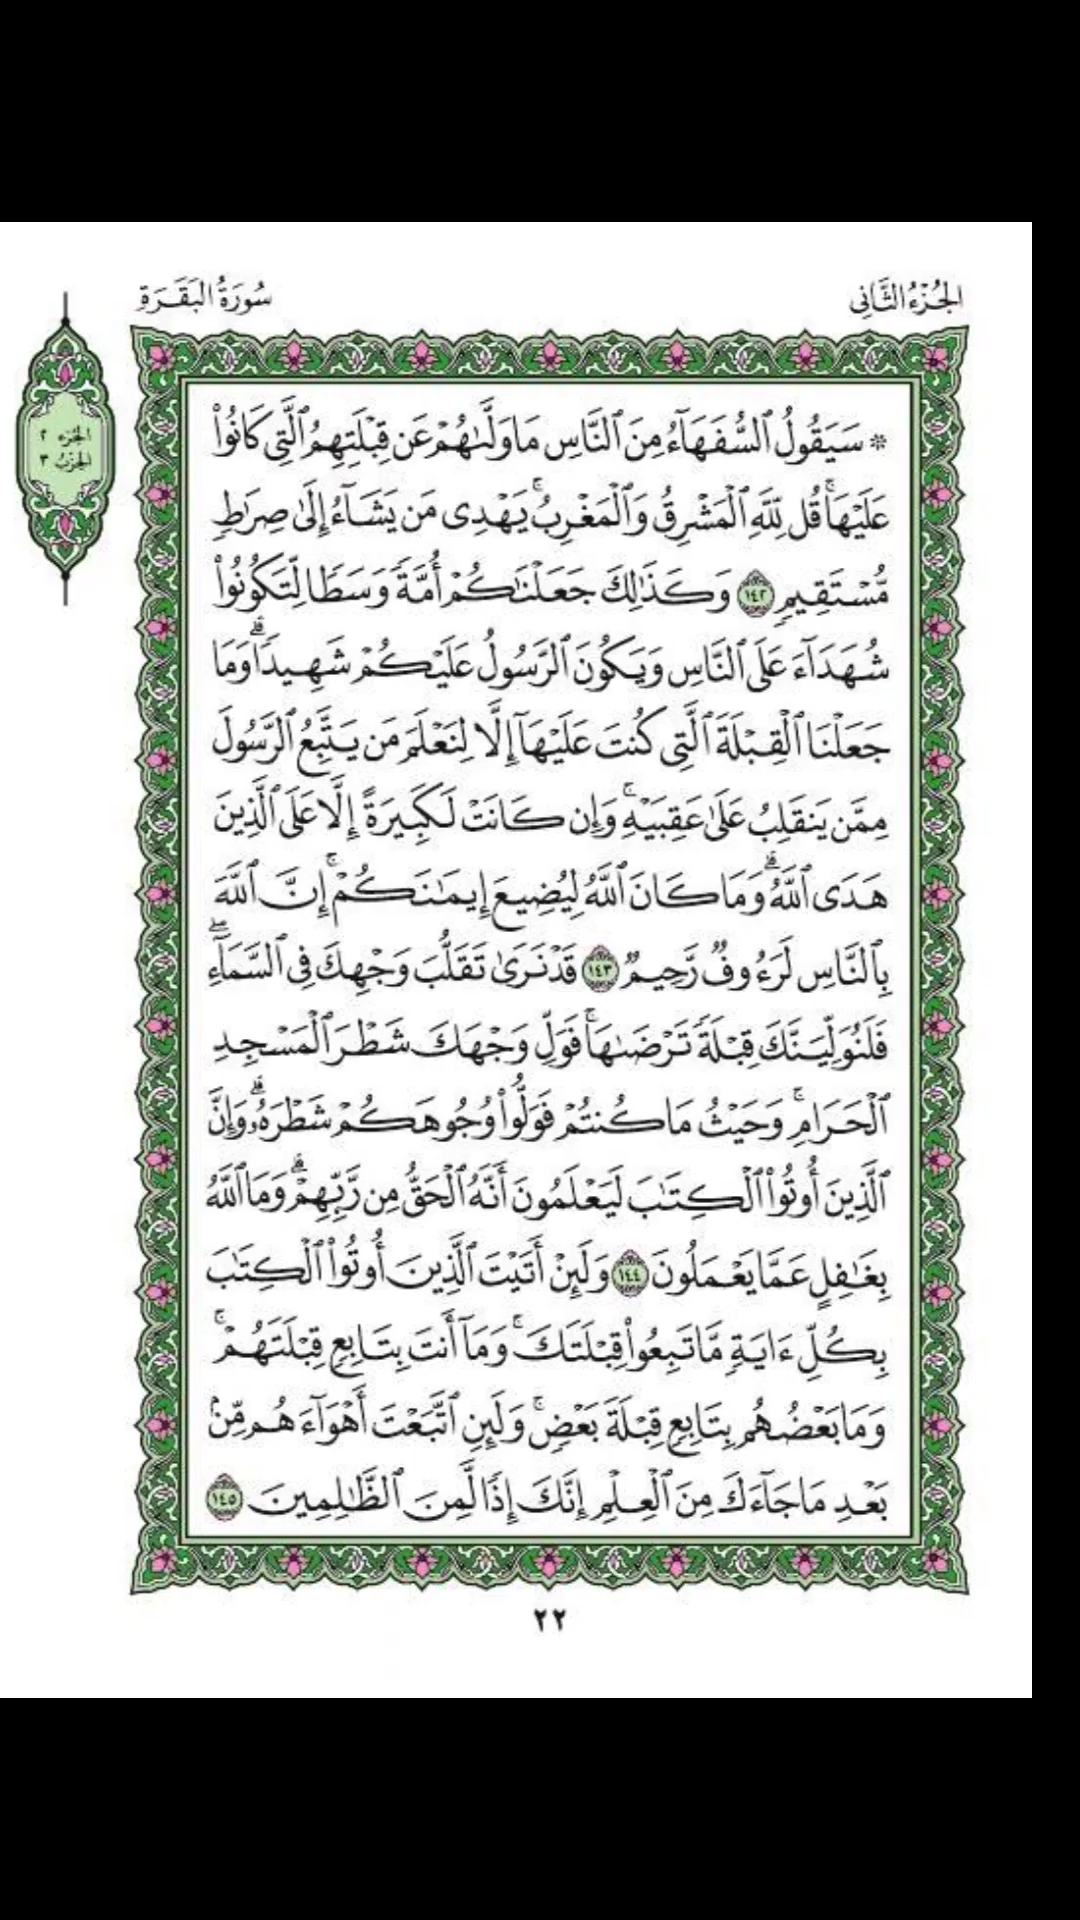 الجُزْءُ الثَّانِي
سُورَةُ البَقَرَةِ
الجزء ٢
الحِزب ٣
* سَيَقُولُ ٱلسُّفَهَآءُ مِنَ ٱلنَّاسِ مَا وَلَّىٰهُمْ عَن قِبْلَتِهِمُ ٱلَّتِي كَانُوا۟
عَلَيْهَاۚ قُل لِّلَّهِ ٱلْمَشْرِقُ وَٱلْمَغْرِبُۚ يَهْدِى مَن يَشَآءُ إِلَىٰ صِرَٰطٍ
مُّسْتَقِيمٍ ١٤٢ وَكَذَٰلِكَ جَعَلْنَٰكُمْ أُمَّةً وَسَطًا لِّتَكُونُوا۟
شُهَدَآءَ عَلَى ٱلنَّاسِ وَيَكُونَ ٱلرَّسُولُ عَلَيْكُمْ شَهِيدًاۗ وَمَا
جَعَلْنَا ٱلْقِبْلَةَ ٱلَّتِي كُنتَ عَلَيْهَآ إِلَّا لِنَعْلَمَ مَن يَتَّبِعُ ٱلرَّسُولَ
مِمَّن يَنقَلِبُ عَلَىٰ عَقِبَيْهِۚ وَإِن كَانَتْ لَكَبِيرَةً إِلَّا عَلَى ٱلَّذِينَ
هَدَى ٱللَّهُۗ وَمَا كَانَ ٱللَّهُ لِيُضِيعَ إِيمَٰنَكُمْۚ إِنَّ ٱللَّهَ
بِٱلنَّاسِ لَرَءُوفٌ رَّحِيمٌ ١٤٣ قَدْ نَرَىٰ تَقَلُّبَ وَجْهِكَ فِي ٱلسَّمَآءِۖ
فَلَنُوَلِّيَنَّكَ قِبْلَةً تَرْضَىٰهَاۚ فَوَلِّ وَجْهَكَ شَطْرَ ٱلْمَسْجِدِ
ٱلْحَرَامِۚ وَحَيْثُ مَا كُنتُمْ فَوَلُّوا۟ وُجُوهَكُمْ شَطْرَهُۥۗ وَإِنَّ
ٱلَّذِينَ أُوتُوا۟ ٱلْكِتَٰبَ لَيَعْلَمُونَ أَنَّهُ ٱلْحَقُّ مِن رَّبِّهِمْۗ وَمَا ٱللَّهُ
بِغَٰفِلٍ عَمَّا يَعْمَلُونَ ١٤٤ وَلَئِنْ أَتَيْتَ ٱلَّذِينَ أُوتُوا۟ ٱلْكِتَٰبَ
بِكُلِّ ءَايَةٍ مَّا تَبِعُوا۟ قِبْلَتَكَۚ وَمَآ أَنتَ بِتَابِعٍ قِبْلَتَهُمْۚ
وَمَا بَعْضُهُم بِتَابِعٍ قِبْلَةَ بَعْضٍۚ وَلَئِنِ ٱتَّبَعْتَ أَهْوَآءَهُم مِّنۢ
بَعْدِ مَا جَآءَكَ مِنَ ٱلْعِلْمِ إِنَّكَ إِذًا لَّمِنَ ٱلظَّٰلِمِينَ ١٤٥
٢٢